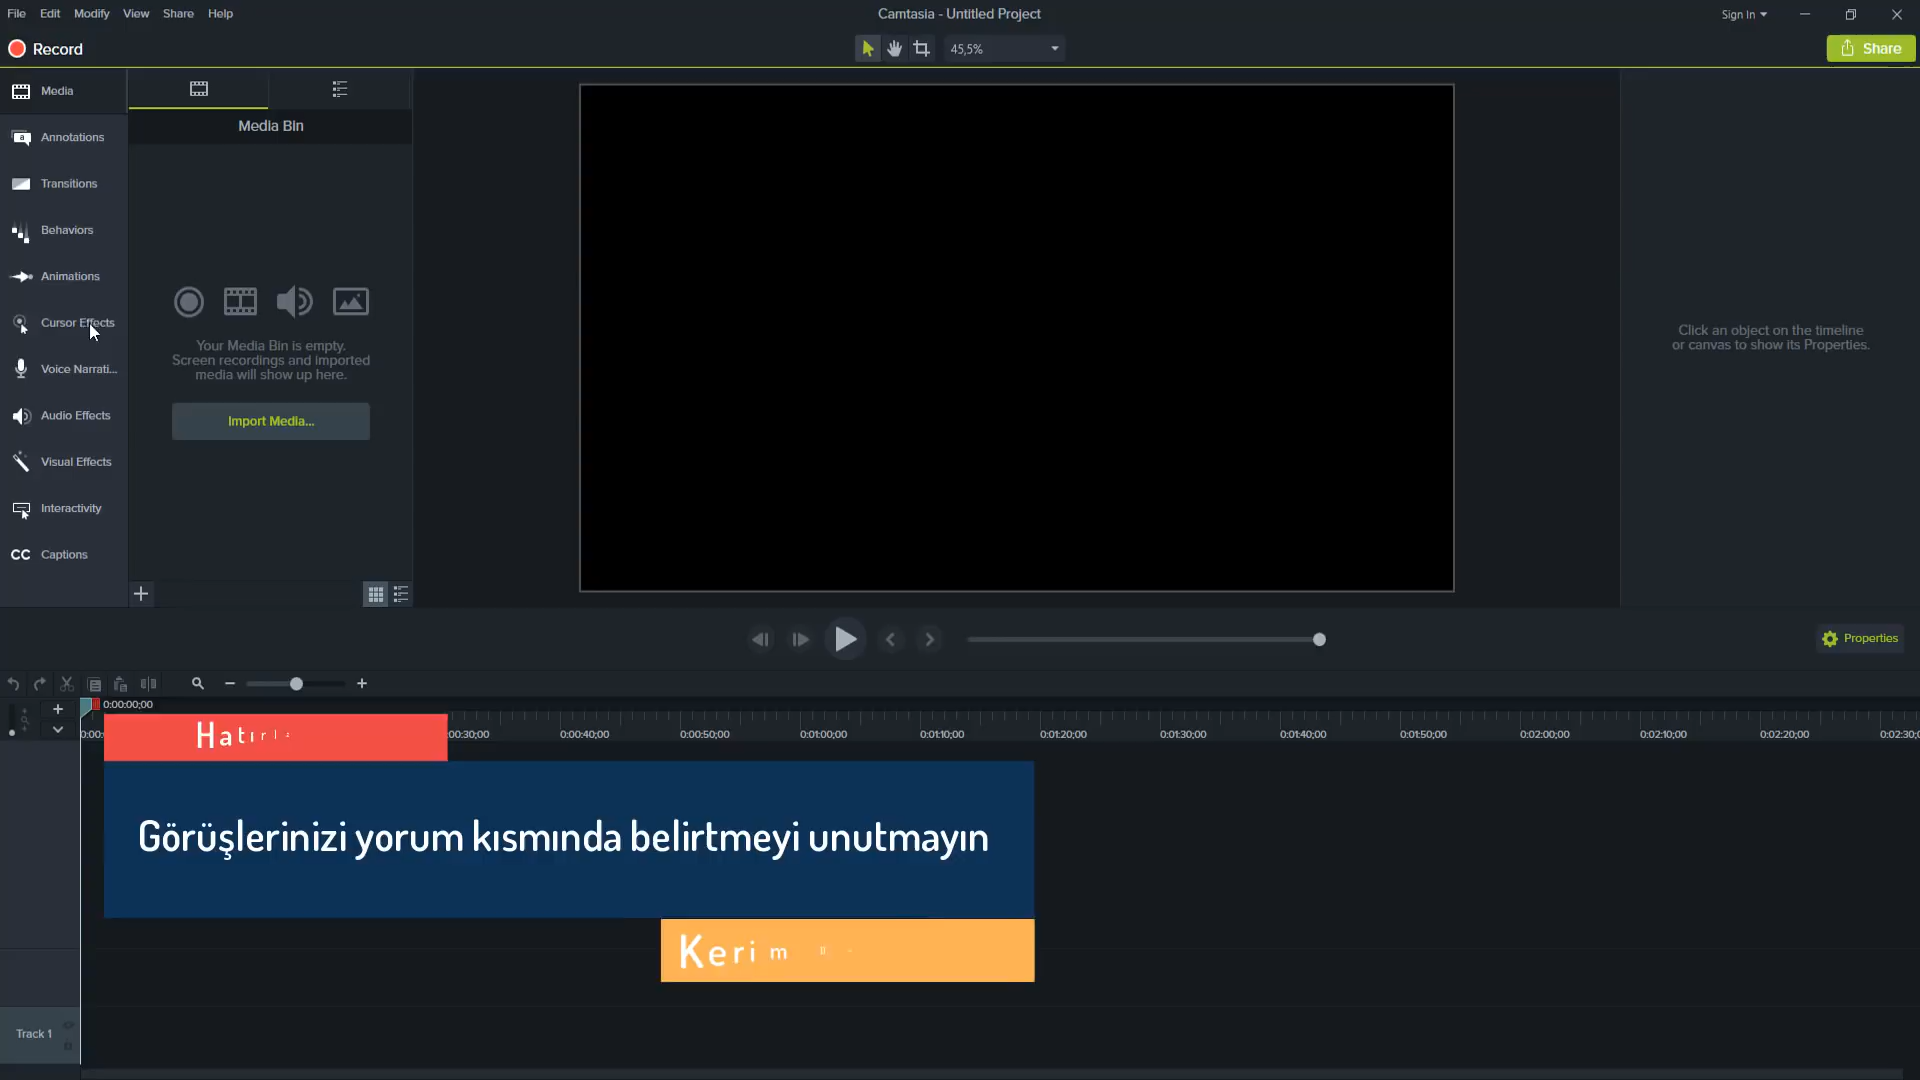 File Edit Modify View Share Help
Camtasia - Untitled Project
Sign In
Record
45,5%
Share
Media
Annotations
Transitions
Behaviors
Animations
Cursor Effects
Voice Narrati...
Audio Effects
Visual Effects
Interactivity
CC Captions
Media Bin
Your Media Bin is empty.
Screen recordings and imported
media will show up here.
Import Media...
Click an object on the timeline
or canvas to show its Properties.
Properties
0:00:00;00
0:00:40;00 0:00:50;00 0:01:00;00 0:01:10;00 0:01:20;00 0:01:30;00 0:01:40;00 0:01:50;00 0:02:00;00 0:02:10;00 0:02:20;00
Görüşlerinizi yorum kısmında belirtmeyi unutmayın
Kerim
Track 1